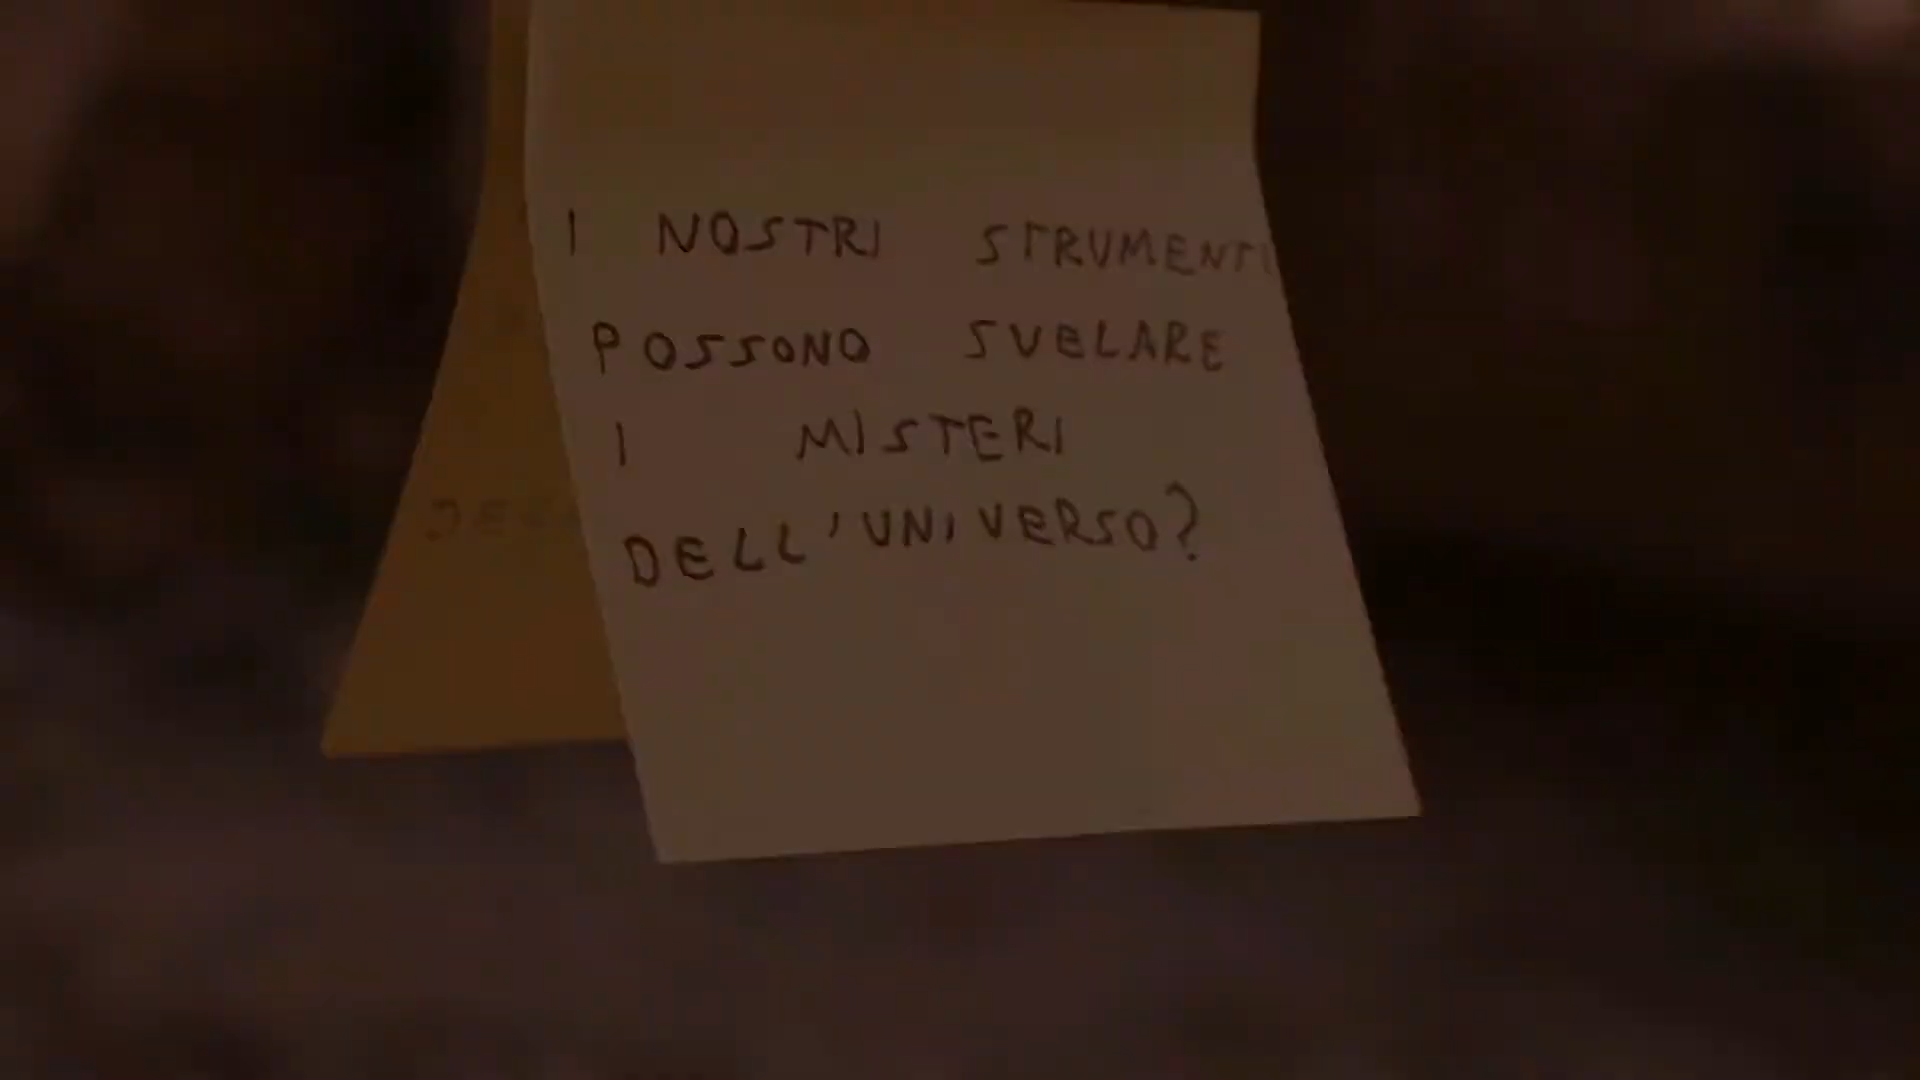 I NOSTRI STRUMENTI
POSSONO SVELARE
I MISTERI
DELL'UNIVERSO?